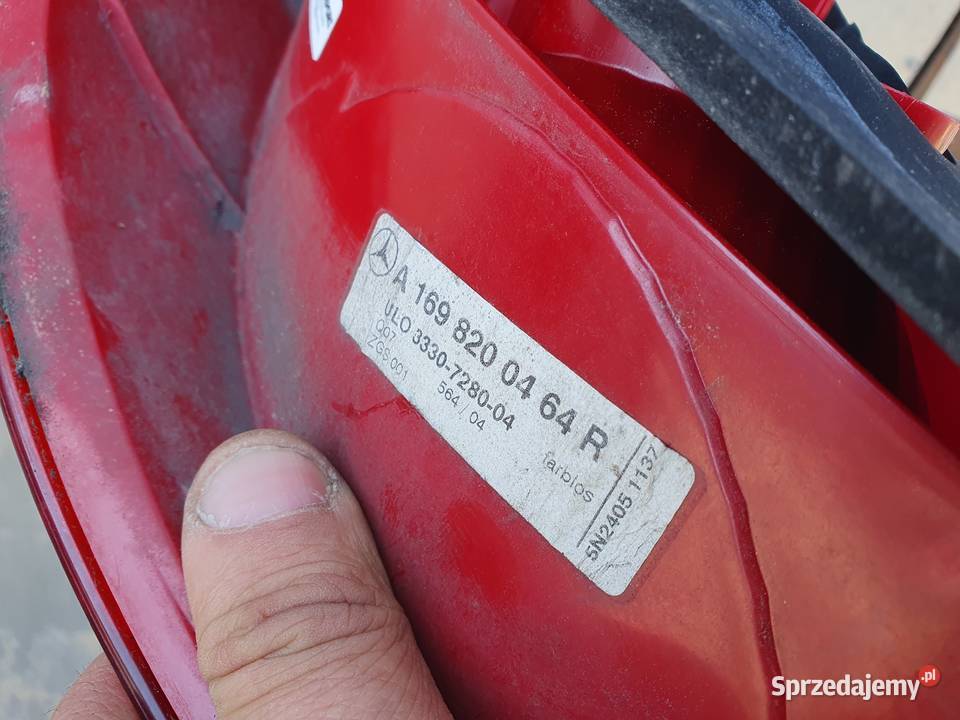 A 169 820 04 64 R
ULO 3330-7280-04
007
ZGS 001 564 / 04
farblos
5N2405 1137
Sprzedajemy.pl